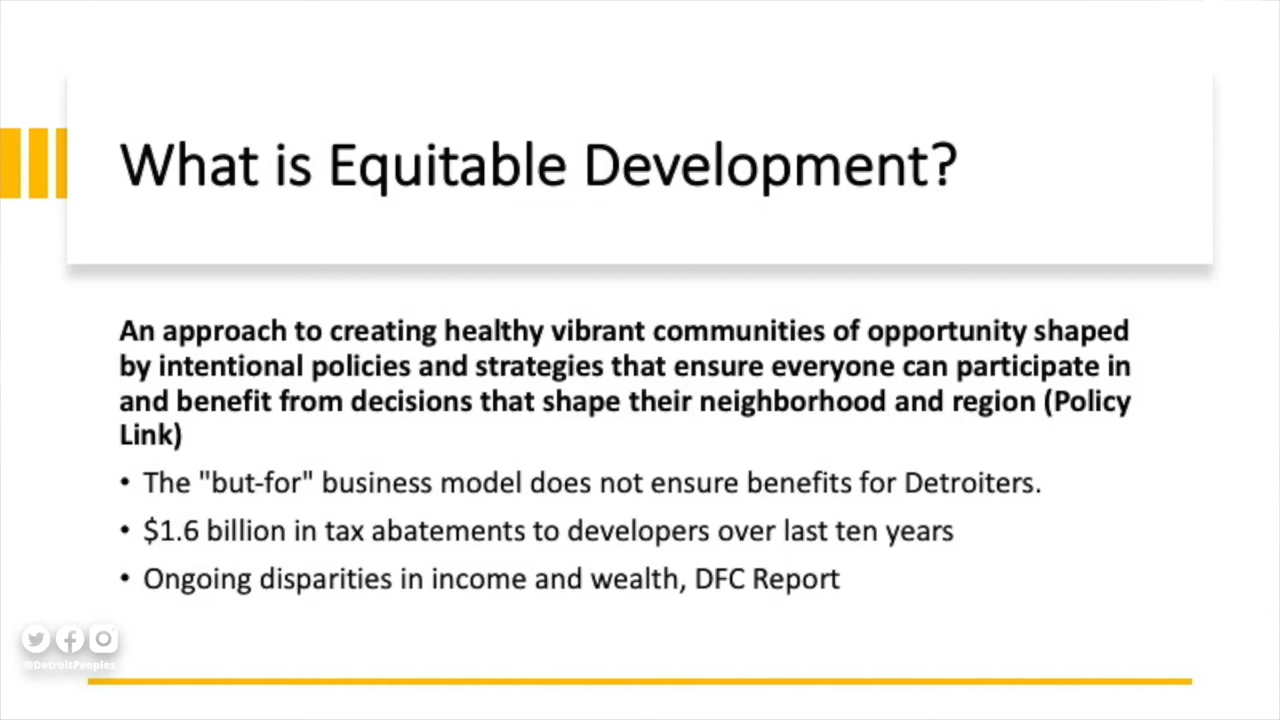 What is Equitable Development?
An approach to creating healthy vibrant communities of opportunity shaped
by intentional policies and strategies that ensure everyone can participate in
and benefit from decisions that shape their neighborhood and region (Policy
Link)
• The "but-for" business model does not ensure benefits for Detroiters.
• $1.6 billion in tax abatements to developers over last ten years
• Ongoing disparities in income and wealth, DFC Report
@DetroitPeoples